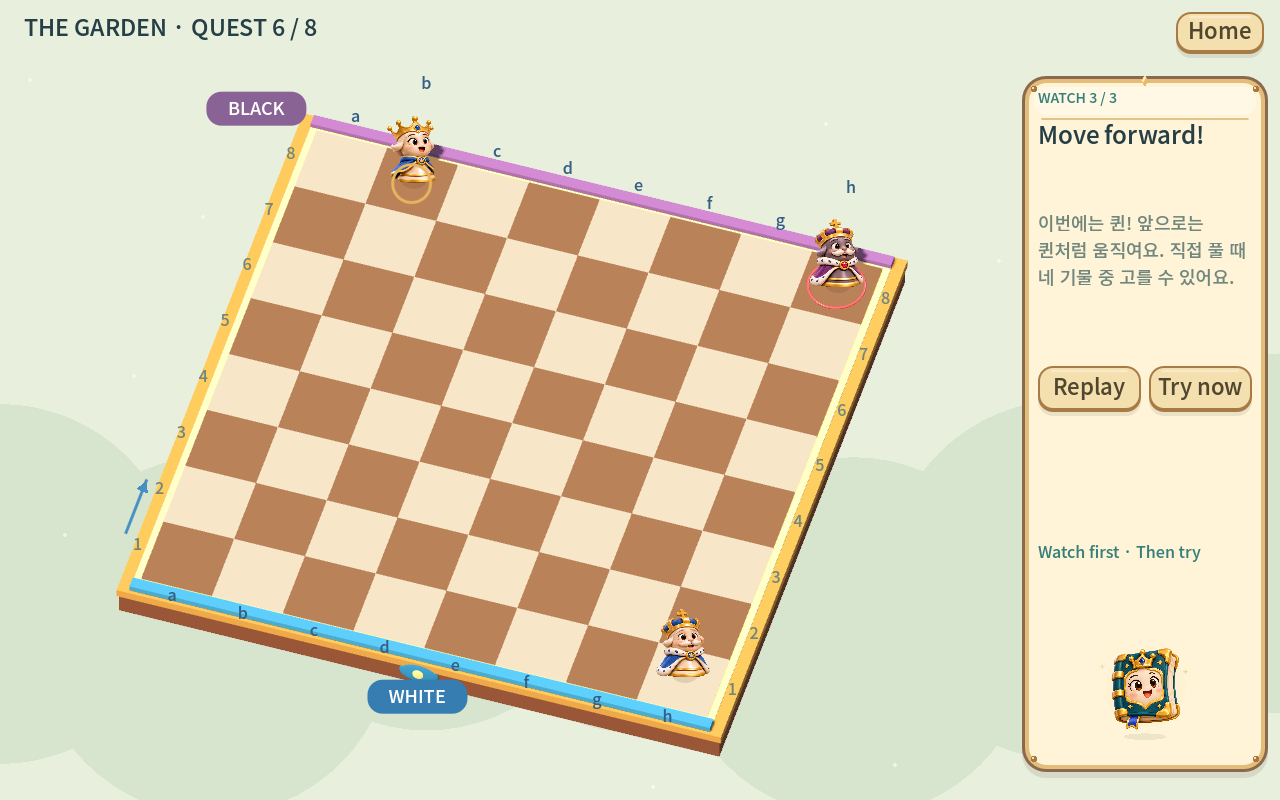 THE GARDEN · QUEST 6 / 8
Home
BLACK
a
b
c
d
e
f
g
h
8
7
6
5
4
3
2
1
8
7
6
5
4
3
2
1
a
b
c
d
e
f
g
h
WHITE
WATCH 3 / 3
Move forward!
이번에는 퀸! 앞으로는
퀸처럼 움직여요. 직접 풀 때
네 기물 중 고를 수 있어요.
Replay
Try now
Watch first · Then try